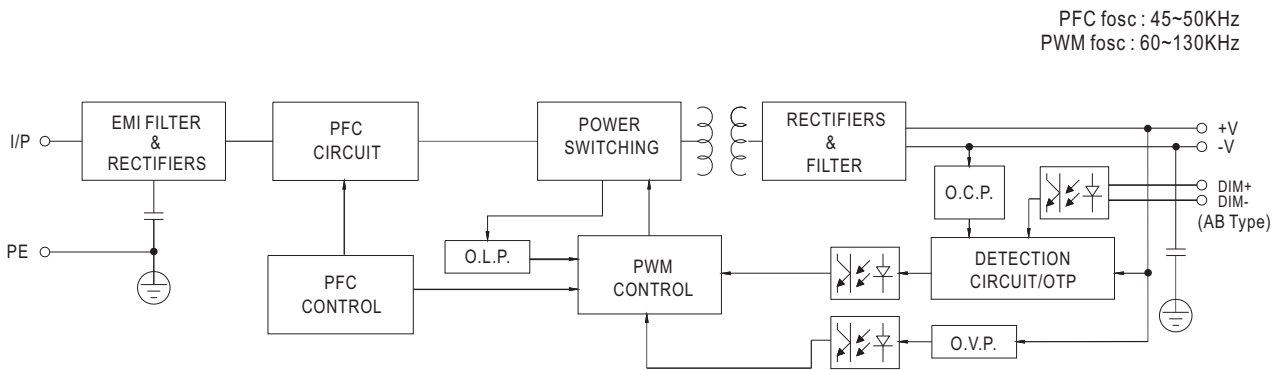 PFC fosc : 45~50KHz
PWM fosc : 60~130KHz
I/P
EMI FILTER
&
RECTIFIERS
PFC
CIRCUIT
POWER
SWITCHING
RECTIFIERS
&
FILTER
+V
-V
O.C.P.
DIM+
DIM-
(AB Type)
PE
O.L.P.
PFC
CONTROL
PWM
CONTROL
DETECTION
CIRCUIT/OTP
O.V.P.